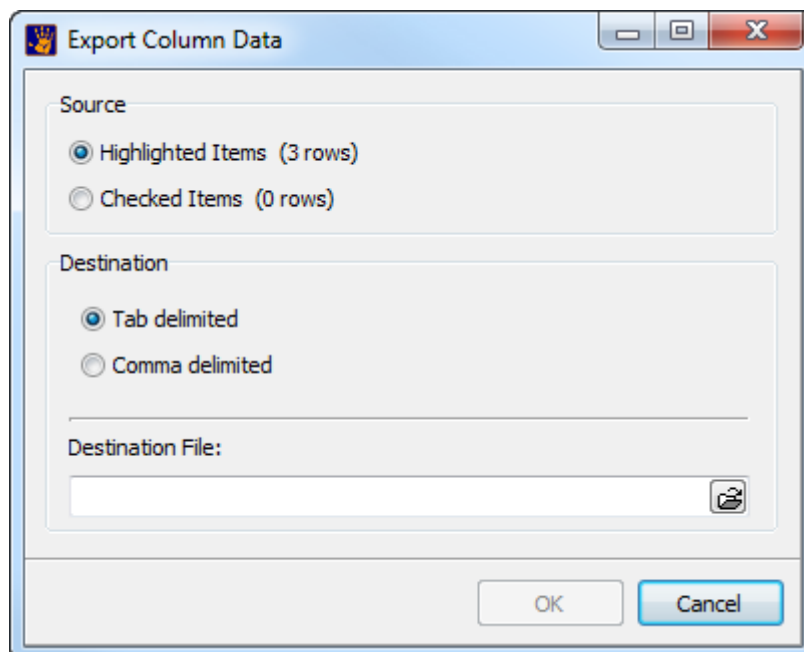 Export Column Data
Source
Highlighted Items (3 rows)
Checked Items (0 rows)
Destination
Tab delimited
Comma delimited
Destination File:
OK
Cancel